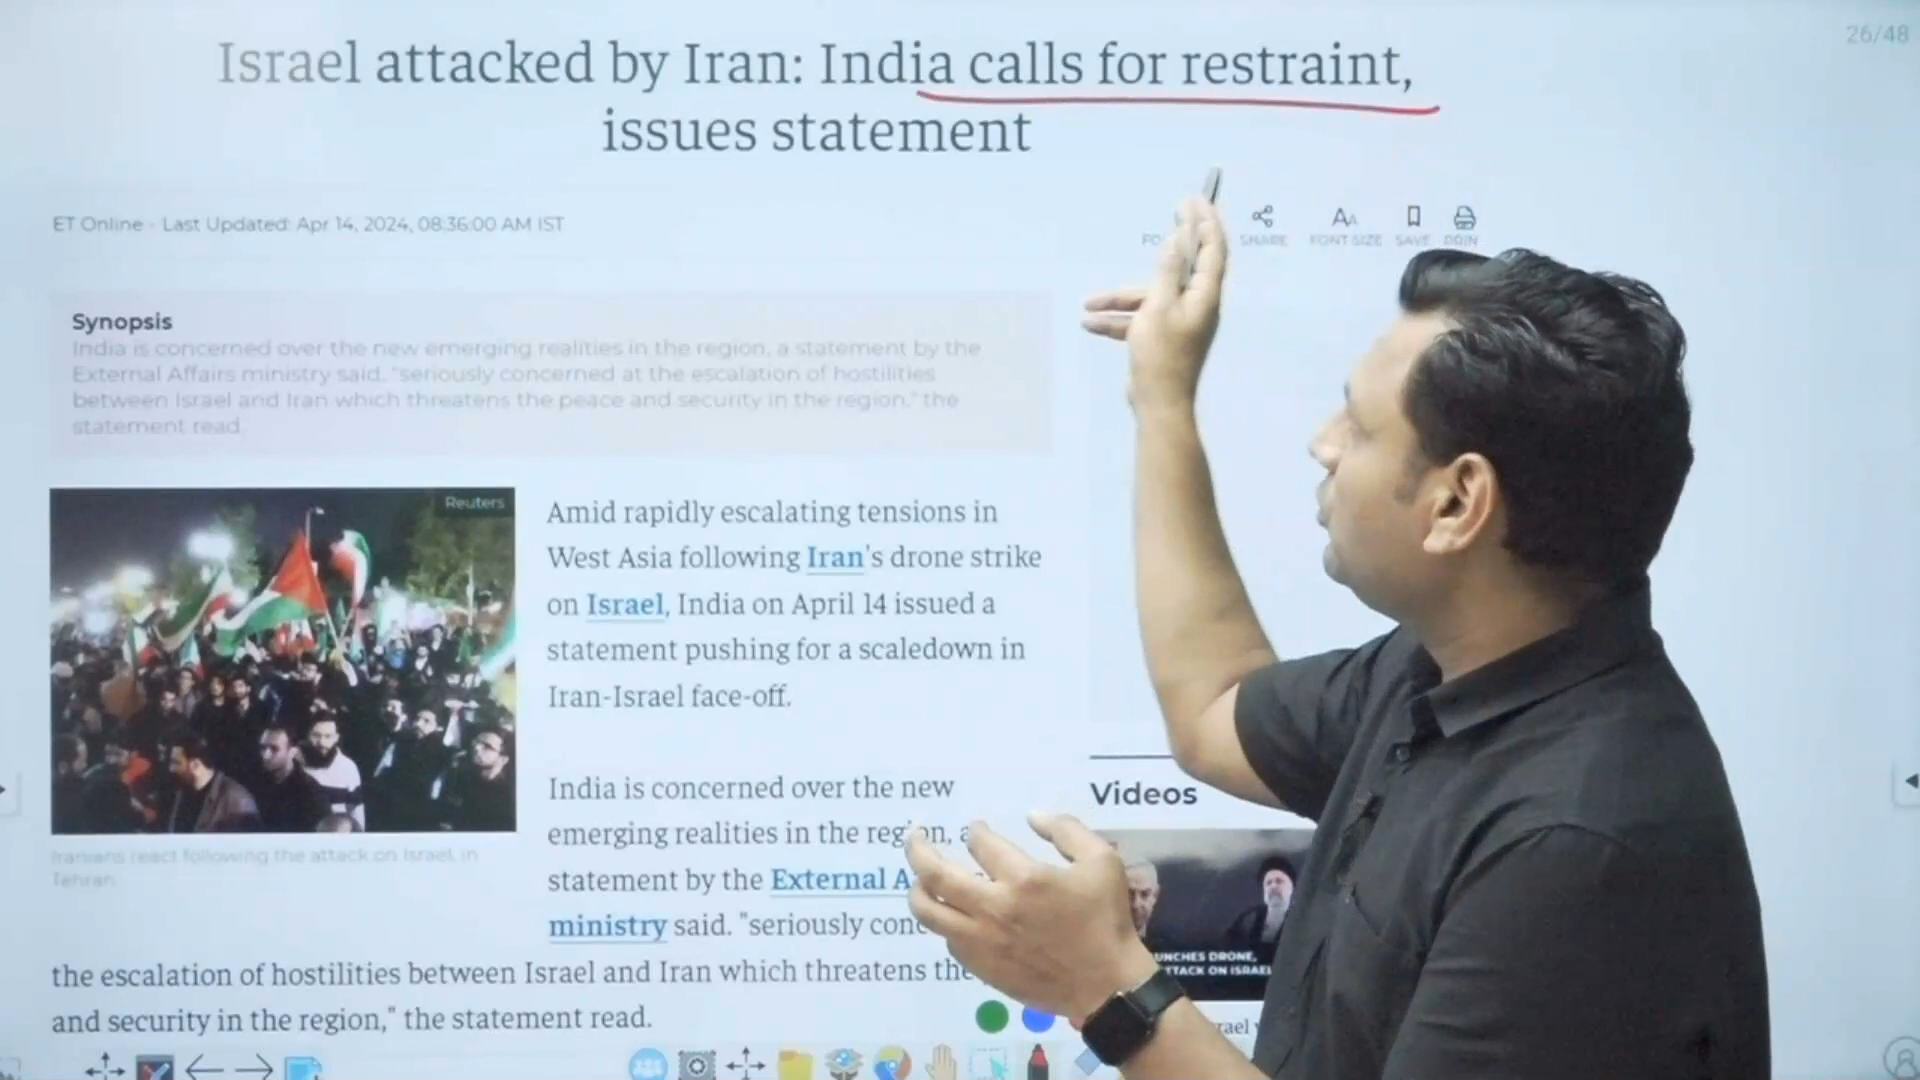 26/48
Israel attacked by Iran: India calls for restraint,
issues statement
ET Online - Last Updated: Apr 14, 2024, 08:36:00 AM IST
SHARE FONT SIZE SAVE PRIN
Synopsis
India is concerned over the new emerging realities in the region, a statement by the
External Affairs ministry said. "seriously concerned at the escalation of hostilities
between Israel and Iran which threatens the peace and security in the region," the
statement read.
Reuters
Iranians react following the attack on Israel, in
Tehran
Amid rapidly escalating tensions in
West Asia following Iran's drone strike
on Israel, India on April 14 issued a
statement pushing for a scaledown in
Iran-Israel face-off.
India is concerned over the new
emerging realities in the region, a
statement by the External A
ministry said. "seriously conc
the escalation of hostilities between Israel and Iran which threatens the
and security in the region," the statement read.
Videos
UNCHES DRONE,
TTACK ON ISRAEL